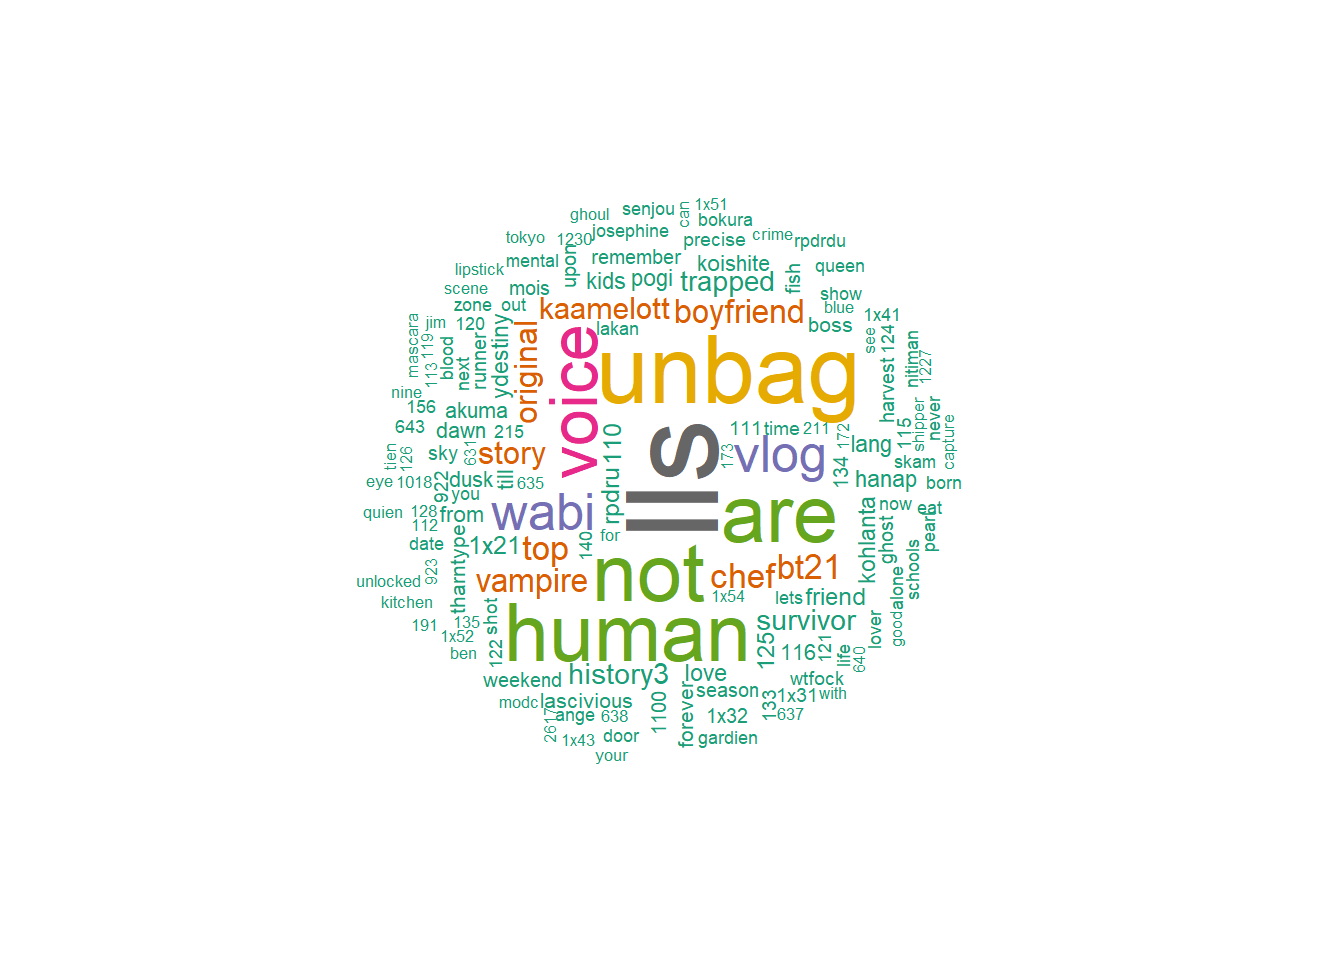 ghoul senjou can 1x51
tokyo 1230 josephine bokura
precise crime rpdrdu
lipstick mental upon remember koishite queen
scene mois kids pogi trapped fish show
zone out kaamelott boyfriend blue 1x41
mascara jim 120 lakan boss see
119 113 blood next runner ydestiny original voice unbag harvest 124 nitiman 1227
nine
156 akuma
643 dawn 215 111 time 211 172 115 shipper never
tien 126 sky 631 story 110 s 173 vlog lang capture
eye 1018 922 dusk till 635 134 skam
you hanap born
quien 128 from wabi rpdru ll are now eat
112 for kohlanta ghost pearl
date 1x21 top 140 not chef bt21
unlocked 923 tharntype vampire 1x54 alone schools
kitchen shot human lets friend good
191 135 survivor lover
1x52 122 125 116 121 life 640
ben
weekend history3 love wtfock
modc lascivious season 133 1x31 with
2617 ange 638 1100 forever 1x32 637
1x43 door gardien
your